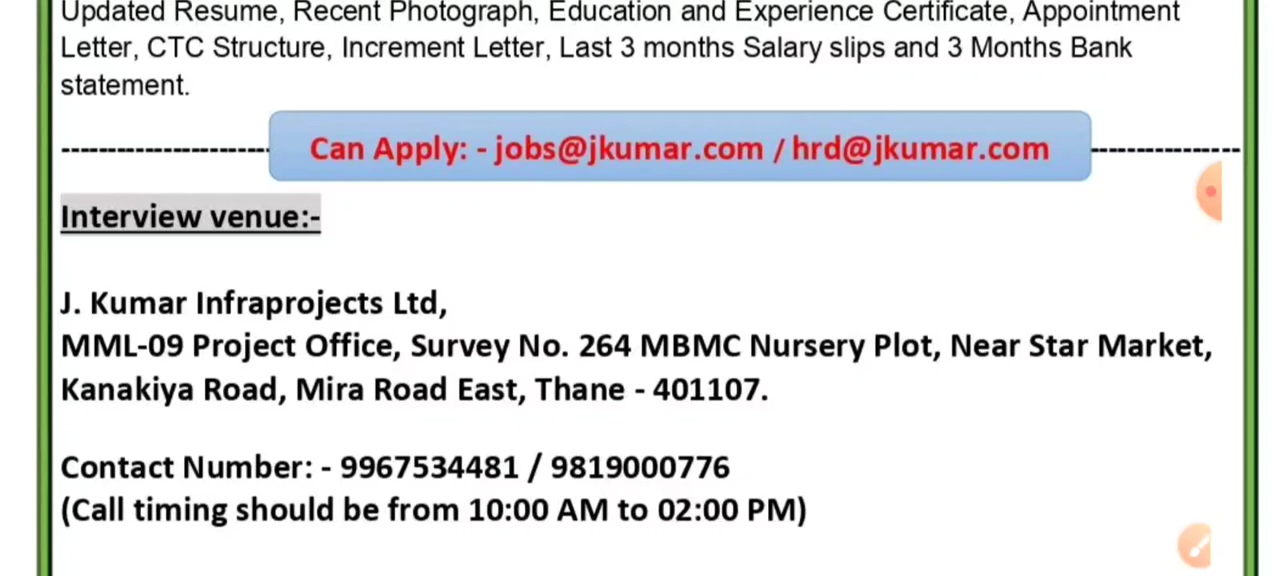 Updated Resume, Recent Photograph, Education and Experience Certificate, Appointment
Letter, CTC Structure, Increment Letter, Last 3 months Salary slips and 3 Months Bank
statement.
Can Apply: - jobs@jkumar.com / hrd@jkumar.com
Interview venue:-
J. Kumar Infraprojects Ltd,
MML-09 Project Office, Survey No. 264 MBMC Nursery Plot, Near Star Market,
Kanakiya Road, Mira Road East, Thane - 401107.
Contact Number: - 9967534481 / 9819000776
(Call timing should be from 10:00 AM to 02:00 PM)